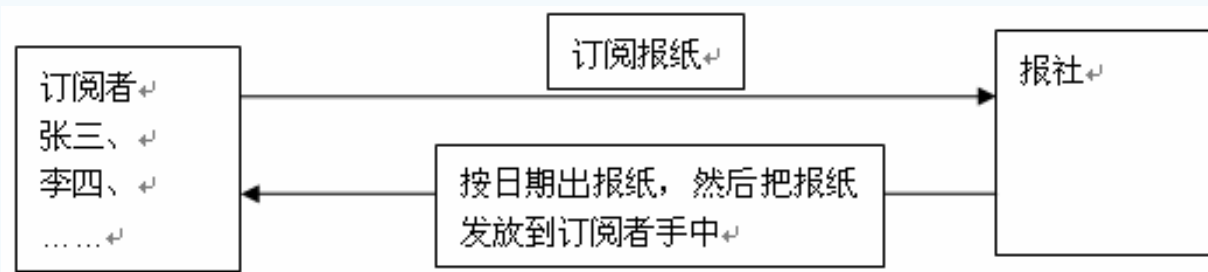 订阅报纸
报社
订阅者
张三、
李四、
……
按日期出报纸，然后把报纸
发放到订阅者手中